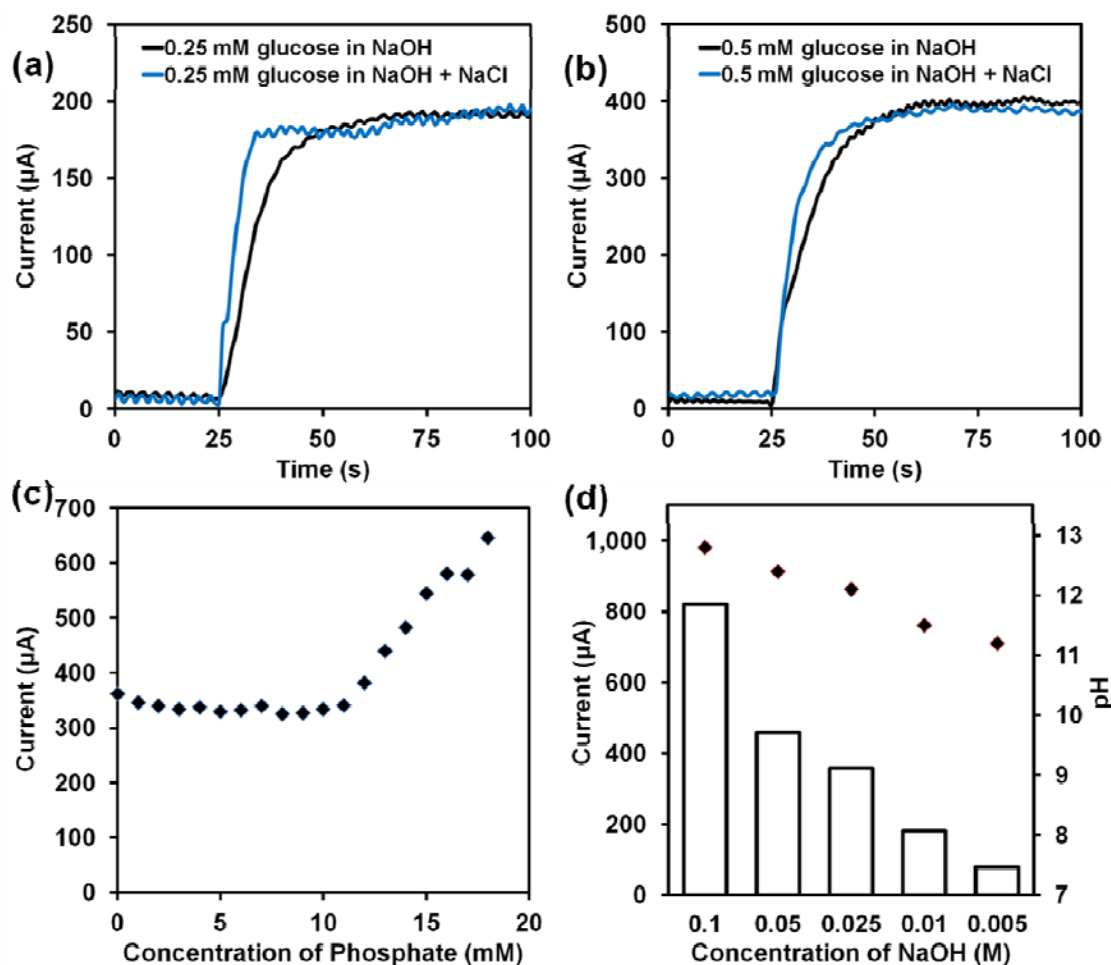 (a)
250
200
150
100
50
0
Current (µA)
0.25 mM glucose in NaOH
0.25 mM glucose in NaOH + NaCl
0 25 50 75 100
Time (s)
(b)
500
400
300
200
100
0
Current (µA)
0.5 mM glucose in NaOH
0.5 mM glucose in NaOH + NaCl
0 25 50 75 100
Time (s)
(c)
700
600
500
400
300
200
100
0
Current (µA)
0 5 10 15 20
Concentration of Phosphate (mM)
(d)
1,000
800
600
400
200
0
Current (µA)
13
12
11
10
9
8
7
pH
0.1 0.05 0.025 0.01 0.005
Concentration of NaOH (M)